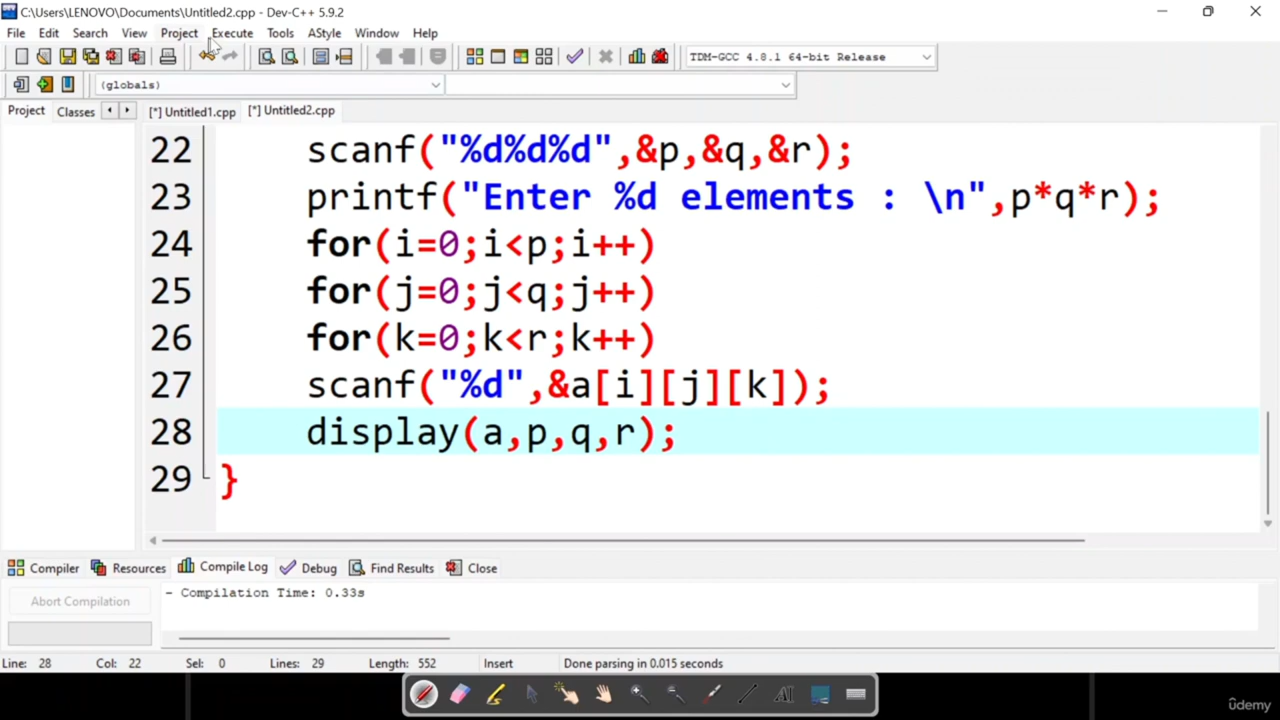 C:\Users\LENOVO\Documents\Untitled2.cpp - Dev-C++ 5.9.2
File Edit Search View Project Execute Tools AStyle Window Help
TDM-GCC 4.8.1 64-bit Release
(globals)
Project Classes [*] Untitled1.cpp [*] Untitled2.cpp
22 scanf("%d%d%d",&p,&q,&r);
23 printf("Enter %d elements : \n",p*q*r);
24 for(i=0;i<p;i++)
25 for(j=0;j<q;j++)
26 for(k=0;k<r;k++)
27 scanf("%d",&a[i][j][k]);
28 display(a,p,q,r);
29 }
Compiler Resources Compile Log Debug Find Results Close
Abort Compilation
- Compilation Time: 0.33s
Line: 28 Col: 22 Sel: 0 Lines: 29 Length: 552 Insert Done parsing in 0.015 seconds
AI
ûdemy